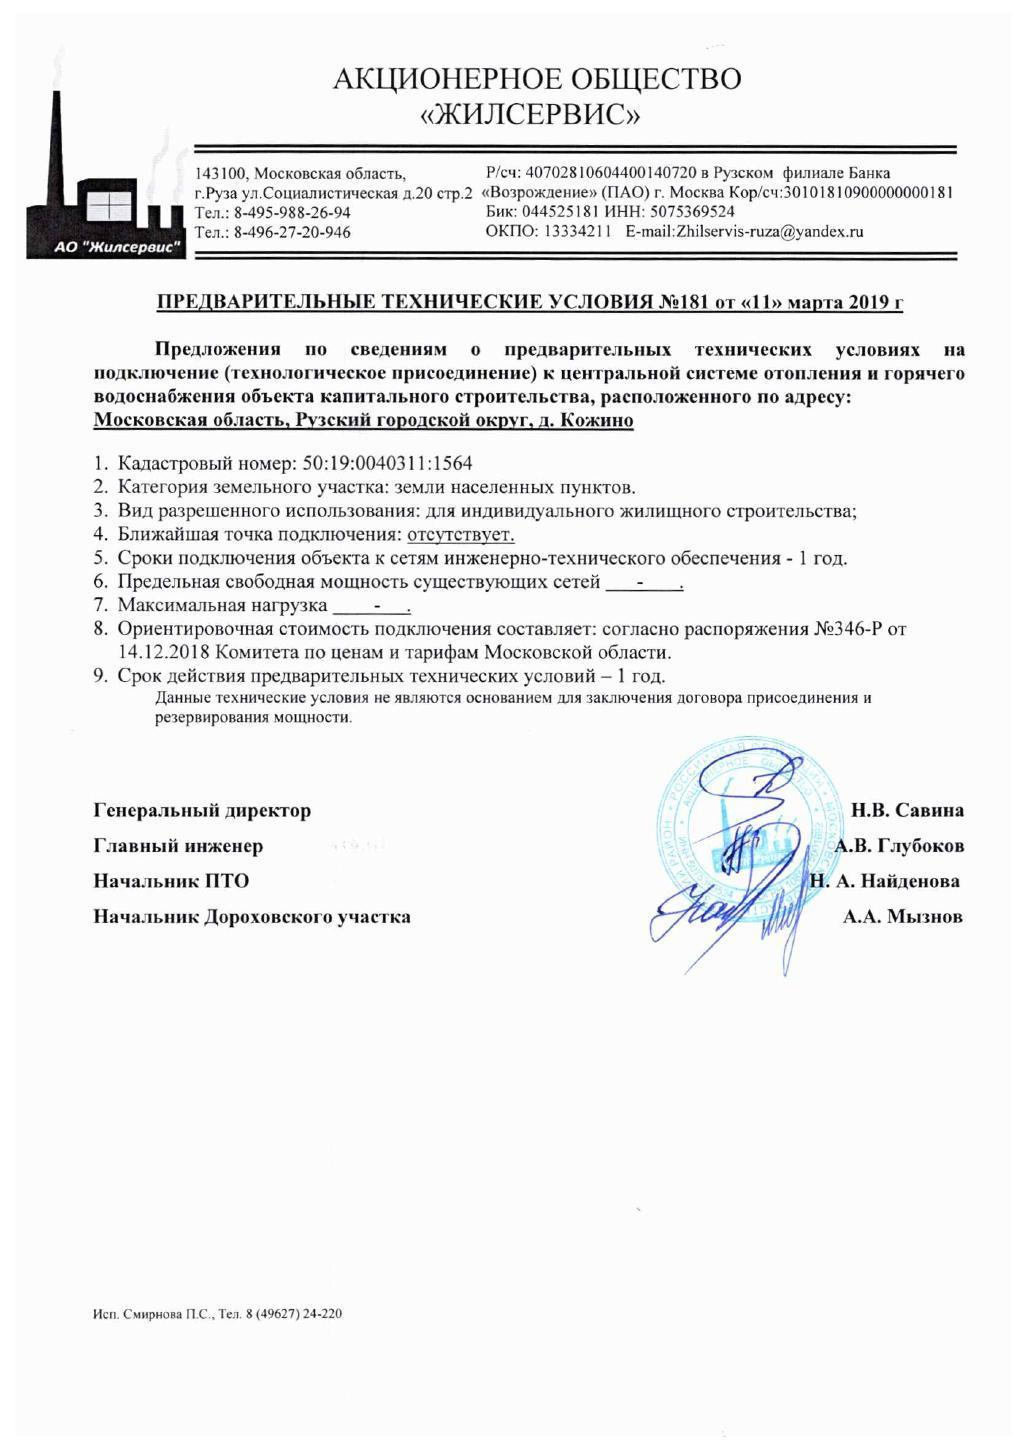 АКЦИОНЕРНОЕ ОБЩЕСТВО
«ЖИЛСЕРВИС»
АО "Жилсервис"
143100, Московская область,
г.Руза ул.Социалистическая д.20 стр.2
Тел.: 8-495-988-26-94
Тел.: 8-496-27-20-946
Р/сч: 40702810604400140720 в Рузском филиале Банка
«Возрождение» (ПАО) г. Москва Кор/сч:30101810900000000181
Бик: 044525181 ИНН: 5075369524
ОКПО: 13334211 E-mail:Zhilservis-ruza@yandex.ru
ПРЕДВАРИТЕЛЬНЫЕ ТЕХНИЧЕСКИЕ УСЛОВИЯ №181 от «11» марта 2019 г
Предложения по сведениям о предварительных технических условиях на
подключение (технологическое присоединение) к центральной системе отопления и горячего
водоснабжения объекта капитального строительства, расположенного по адресу:
Московская область, Рузский городской округ, д. Кожино
1. Кадастровый номер: 50:19:0040311:1564
2. Категория земельного участка: земли населенных пунктов.
3. Вид разрешенного использования: для индивидуального жилищного строительства;
4. Ближайшая точка подключения: отсутствует.
5. Сроки подключения объекта к сетям инженерно-технического обеспечения - 1 год.
6. Предельная свободная мощность существующих сетей ___-___.
7. Максимальная нагрузка ____-___.
8. Ориентировочная стоимость подключения составляет: согласно распоряжения №346-Р от
14.12.2018 Комитета по ценам и тарифам Московской области.
9. Срок действия предварительных технических условий – 1 год.
Данные технические условия не являются основанием для заключения договора присоединения и
резервирования мощности.
Генеральный директор Н.В. Савина
Главный инженер А.В. Глубоков
Начальник ПТО Н. А. Найденова
Начальник Дороховского участка А.А. Мызнов
Исп. Смирнова П.С., Тел. 8 (49627) 24-220